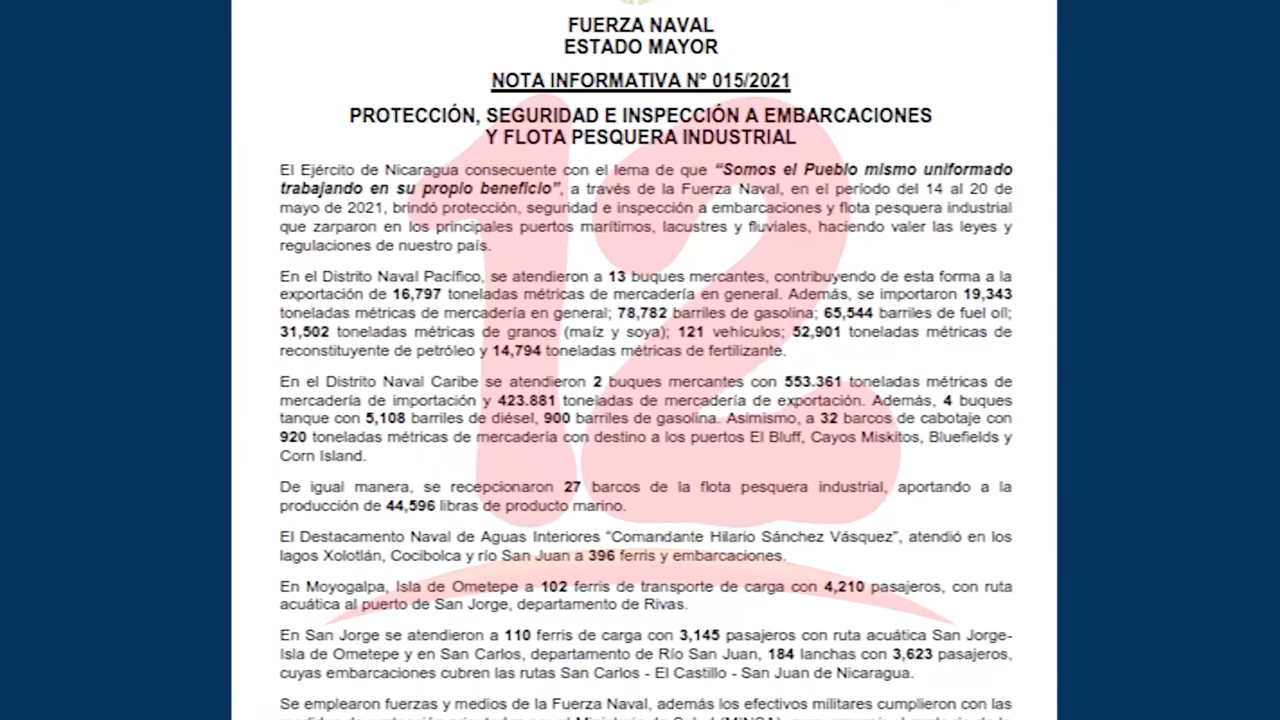 FUERZA NAVAL
ESTADO MAYOR
NOTA INFORMATIVA Nº 015/2021
PROTECCIÓN, SEGURIDAD E INSPECCIÓN A EMBARCACIONES
Y FLOTA PESQUERA INDUSTRIAL
El Ejército de Nicaragua consecuente con el lema de que “Somos el Pueblo mismo uniformado
trabajando en su propio beneficio”, a través de la Fuerza Naval, en el período del 14 al 20 de
mayo de 2021, brindó protección, seguridad e inspección a embarcaciones y flota pesquera industrial
que zarparon en los principales puertos marítimos, lacustres y fluviales, haciendo valer las leyes y
regulaciones de nuestro país.
En el Distrito Naval Pacífico, se atendieron a 13 buques mercantes, contribuyendo de esta forma a la
exportación de 16,797 toneladas métricas de mercadería en general. Además, se importaron 19,343
toneladas métricas de mercadería en general; 78,782 barriles de gasolina; 65,544 barriles de fuel oíl;
31,502 toneladas métricas de granos (maíz y soya); 121 vehículos; 52,901 toneladas métricas de
reconstituyente de petróleo y 14,794 toneladas métricas de fertilizante.
En el Distrito Naval Caribe se atendieron 2 buques mercantes con 553.361 toneladas métricas de
mercadería de importación y 423.881 toneladas de mercadería de exportación. Además, 4 buques
tanque con 5,108 barriles de diésel, 900 barriles de gasolina. Asimismo, a 32 barcos de cabotaje con
920 toneladas métricas de mercadería con destino a los puertos El Bluff, Cayos Miskitos, Bluefields y
Corn Island.
De igual manera, se recepcionaron 27 barcos de la flota pesquera industrial, aportando a la
producción de 44,596 libras de producto marino.
El Destacamento Naval de Aguas Interiores “Comandante Hilario Sánchez Vásquez”, atendió en los
lagos Xolotlán, Cocibolca y río San Juan a 396 ferris y embarcaciones.
En Moyogalpa, Isla de Ometepe a 102 ferris de transporte de carga con 4,210 pasajeros, con ruta
acuática al puerto de San Jorge, departamento de Rivas.
En San Jorge se atendieron a 110 ferris de carga con 3,145 pasajeros con ruta acuática San Jorge-
Isla de Ometepe y en San Carlos, departamento de Río San Juan, 184 lanchas con 3,623 pasajeros,
cuyas embarcaciones cubren las rutas San Carlos - El Castillo - San Juan de Nicaragua.
Se emplearon fuerzas y medios de la Fuerza Naval, además los efectivos militares cumplieron con las
12